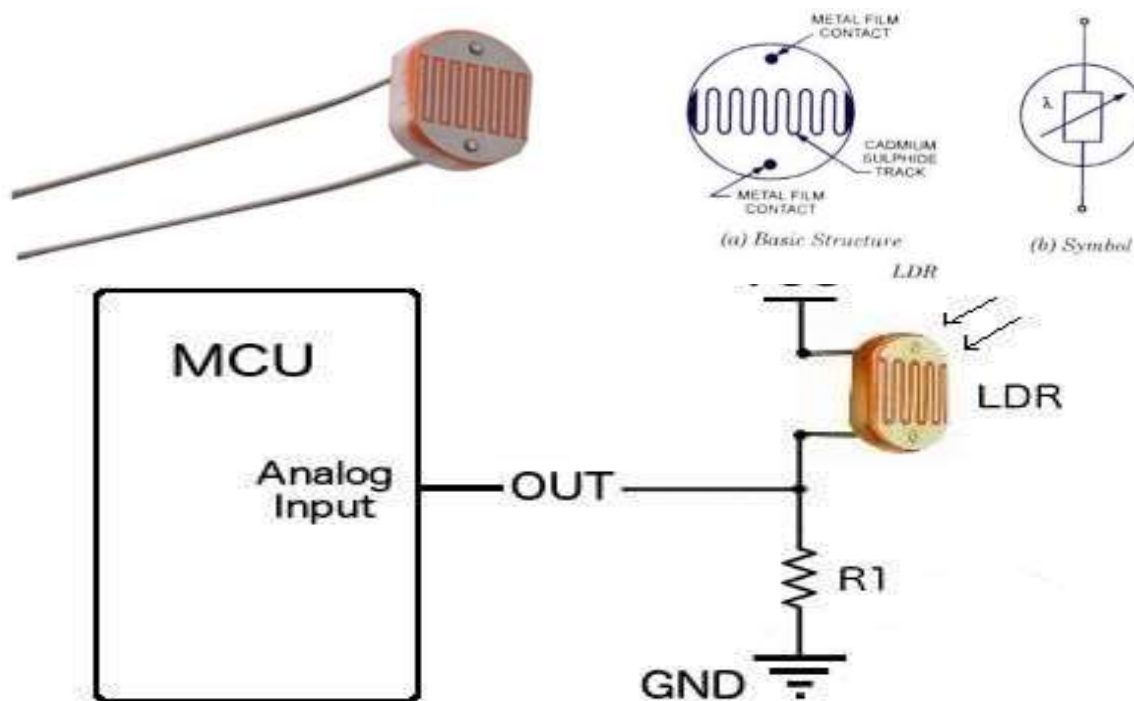 METAL FILM
CONTACT
λ
CADMIUM
SULPHIDE
TRACK
METAL FILM
CONTACT
(a) Basic Structure
(b) Symbol
LDR
MCU
LDR
Analog
Input
OUT
R1
GND